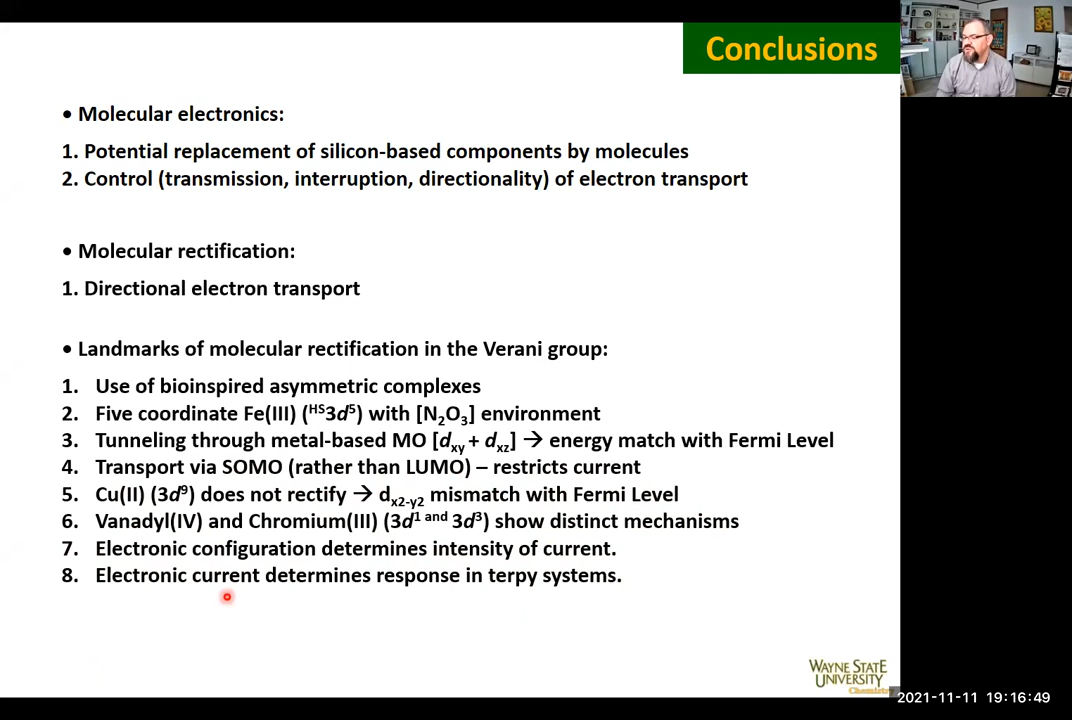 Conclusions
• Molecular electronics:
1. Potential replacement of silicon-based components by molecules
2. Control (transmission, interruption, directionality) of electron transport
• Molecular rectification:
1. Directional electron transport
• Landmarks of molecular rectification in the Verani group:
1. Use of bioinspired asymmetric complexes
2. Five coordinate Fe(III) (ᴴˢ3d⁵) with [N₂O₃] environment
3. Tunneling through metal-based MO [dxy + dxz] → energy match with Fermi Level
4. Transport via SOMO (rather than LUMO) – restricts current
5. Cu(II) (3d⁹) does not rectify → dx2-y2 mismatch with Fermi Level
6. Vanadyl(IV) and Chromium(III) (3d¹ and 3d³) show distinct mechanisms
7. Electronic configuration determines intensity of current.
8. Electronic current determines response in terpy systems.
WAYNE STATE
UNIVERSITY
Chemistry
2021-11-11 19:16:49